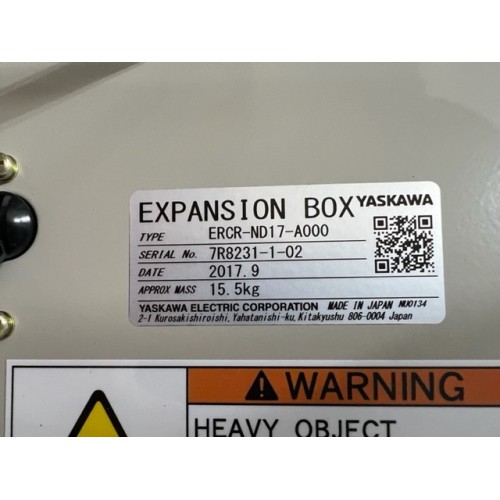 EXPANSION BOX YASKAWA
TYPE ERCR-ND17-A000
SERIAL No. 7R8231-1-02
DATE 2017.9
APPROX MASS 15.5kg
YASKAWA ELECTRIC CORPORATION MADE IN JAPAN NU0134
2-1 Kurosakishiroishi, Yahatanishi-ku, Kitakyushu 806-0004 Japan
WARNING
HEAVY OBJECT